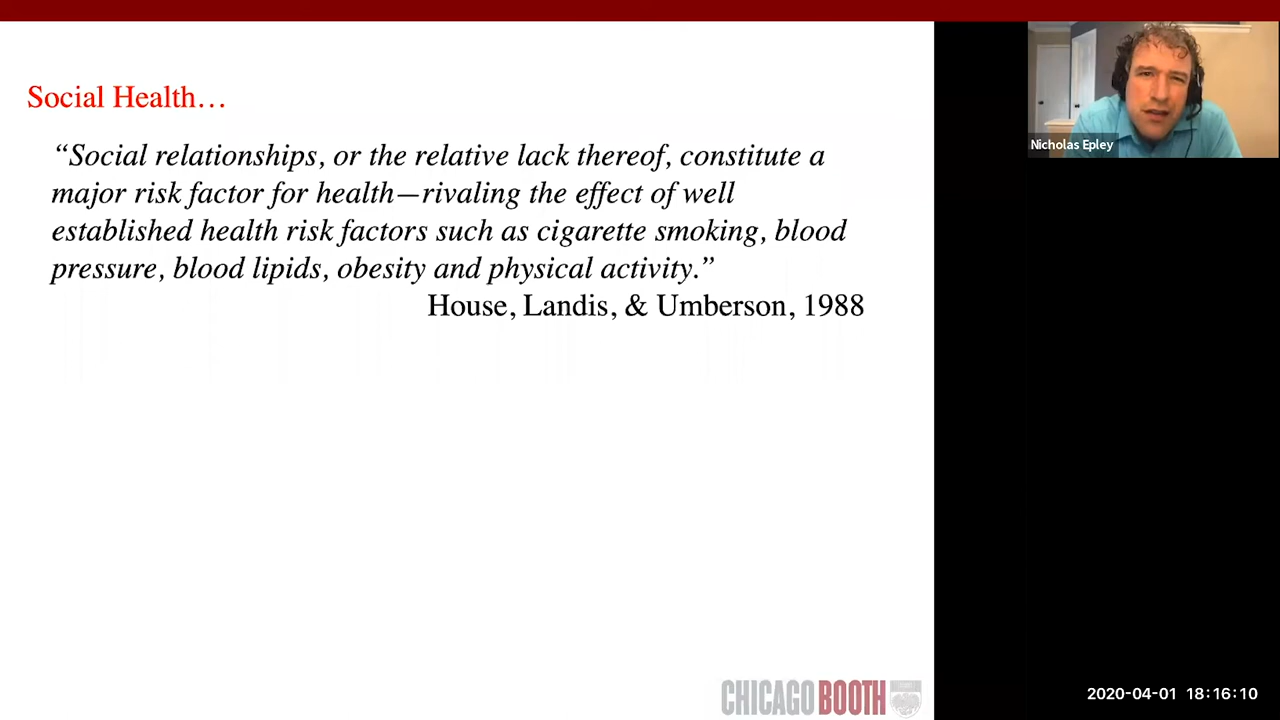 Social Health…
“Social relationships, or the relative lack thereof, constitute a
major risk factor for health—rivaling the effect of well
established health risk factors such as cigarette smoking, blood
pressure, blood lipids, obesity and physical activity.”
House, Landis, & Umberson, 1988
Nicholas Epley
CHICAGO BOOTH
2020-04-01 18:16:10